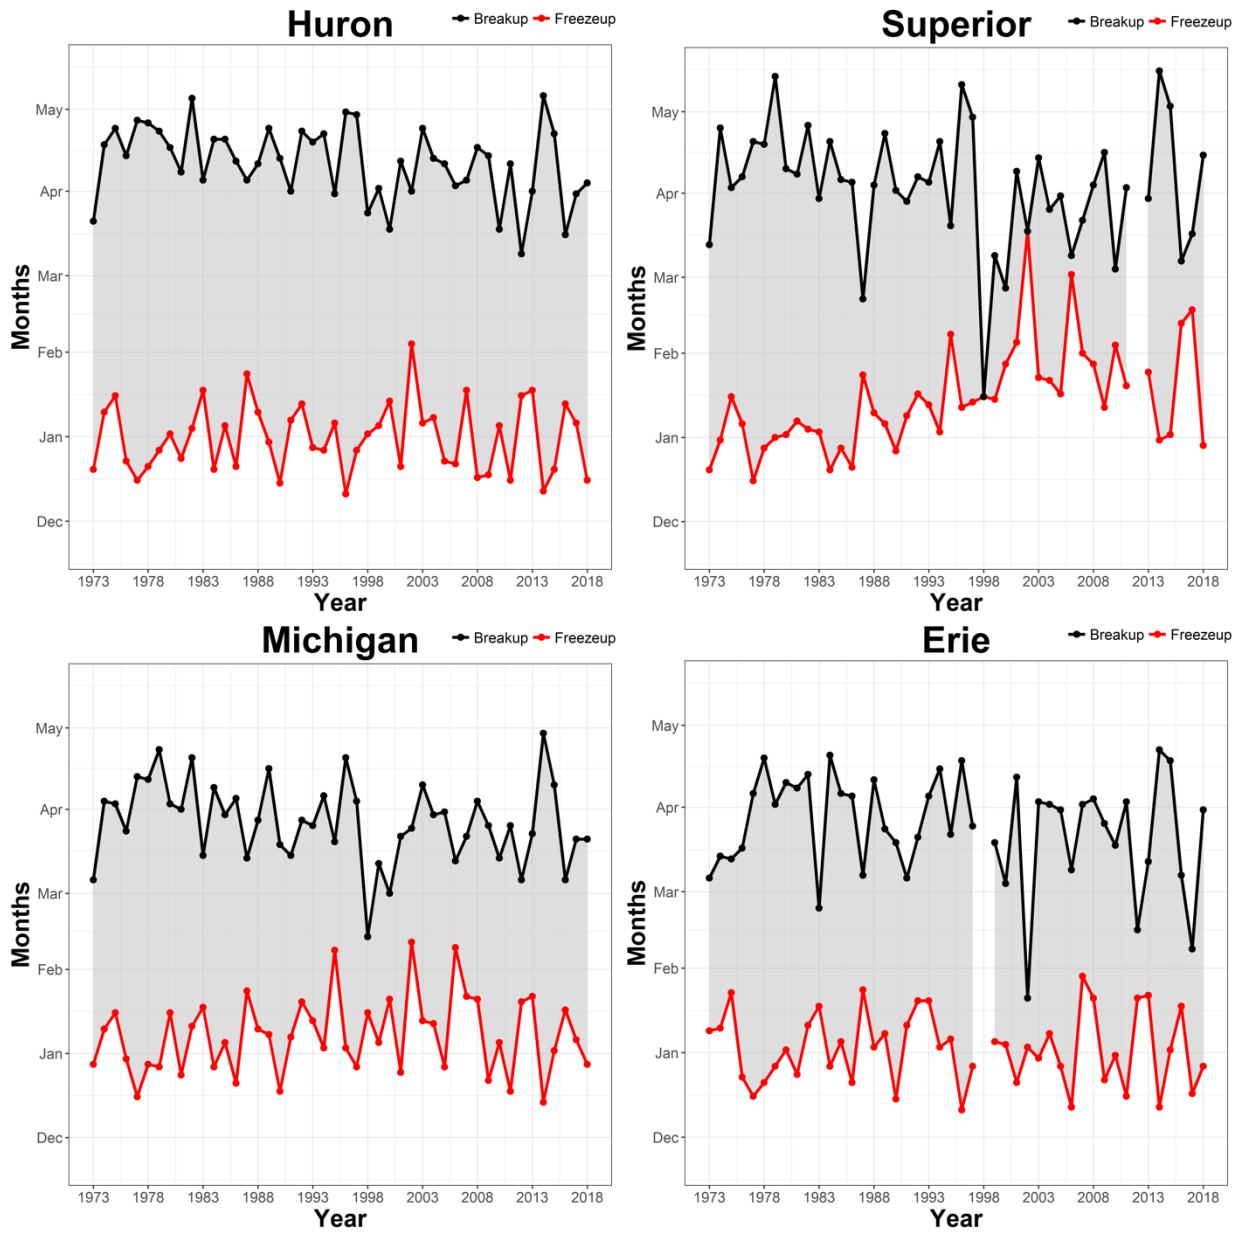 Huron
Breakup Freezeup
Months
May
Apr
Mar
Feb
Jan
Dec
1973 1978 1983 1988 1993 1998 2003 2008 2013 2018
Year
Superior
Breakup Freezeup
Months
May
Apr
Mar
Feb
Jan
Dec
1973 1978 1983 1988 1993 1998 2003 2008 2013 2018
Year
Michigan
Breakup Freezeup
Months
May
Apr
Mar
Feb
Jan
Dec
1973 1978 1983 1988 1993 1998 2003 2008 2013 2018
Year
Erie
Breakup Freezeup
Months
May
Apr
Mar
Feb
Jan
Dec
1973 1978 1983 1988 1993 1998 2003 2008 2013 2018
Year